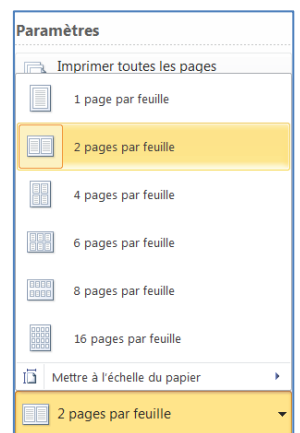 Paramètres
Imprimer toutes les pages
1 page par feuille
2 pages par feuille
4 pages par feuille
6 pages par feuille
8 pages par feuille
16 pages par feuille
Mettre à l'échelle du papier
2 pages par feuille